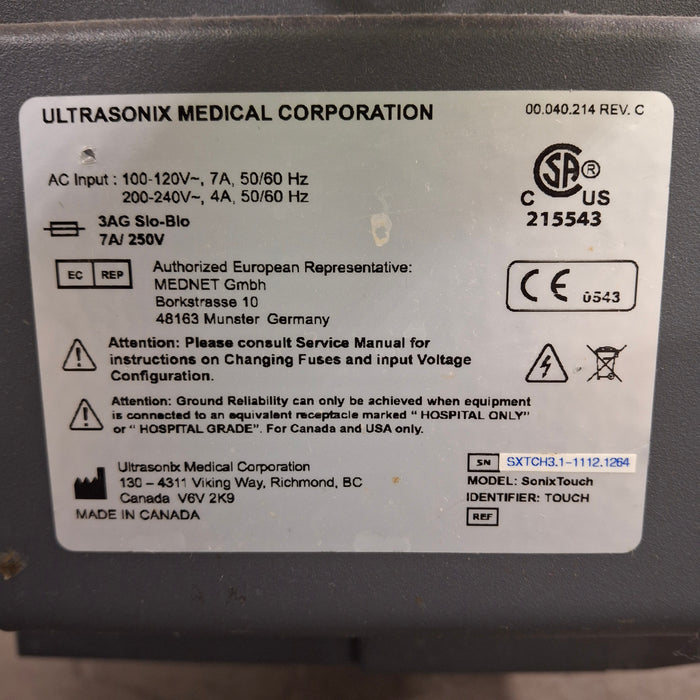 ULTRASONIX MEDICAL CORPORATION
00.040.214 REV. C
AC Input : 100-120V~, 7A, 50/60 Hz
200-240V~, 4A, 50/60 Hz
3AG Slo-Blo
7A/ 250V
CSA ®
C US
215543
EC REP
Authorized European Representative:
MEDNET Gmbh
Borkstrasse 10
48163 Munster Germany
CE 0543
Attention: Please consult Service Manual for
instructions on Changing Fuses and input Voltage
Configuration.
Attention: Ground Reliability can only be achieved when equipment
is connected to an equivalent receptacle marked " HOSPITAL ONLY"
or " HOSPITAL GRADE". For Canada and USA only.
Ultrasonix Medical Corporation
130 – 4311 Viking Way, Richmond, BC
Canada V6V 2K9
MADE IN CANADA
SN SXTCH3.1-1112.1264
MODEL: SonixTouch
IDENTIFIER: TOUCH
REF